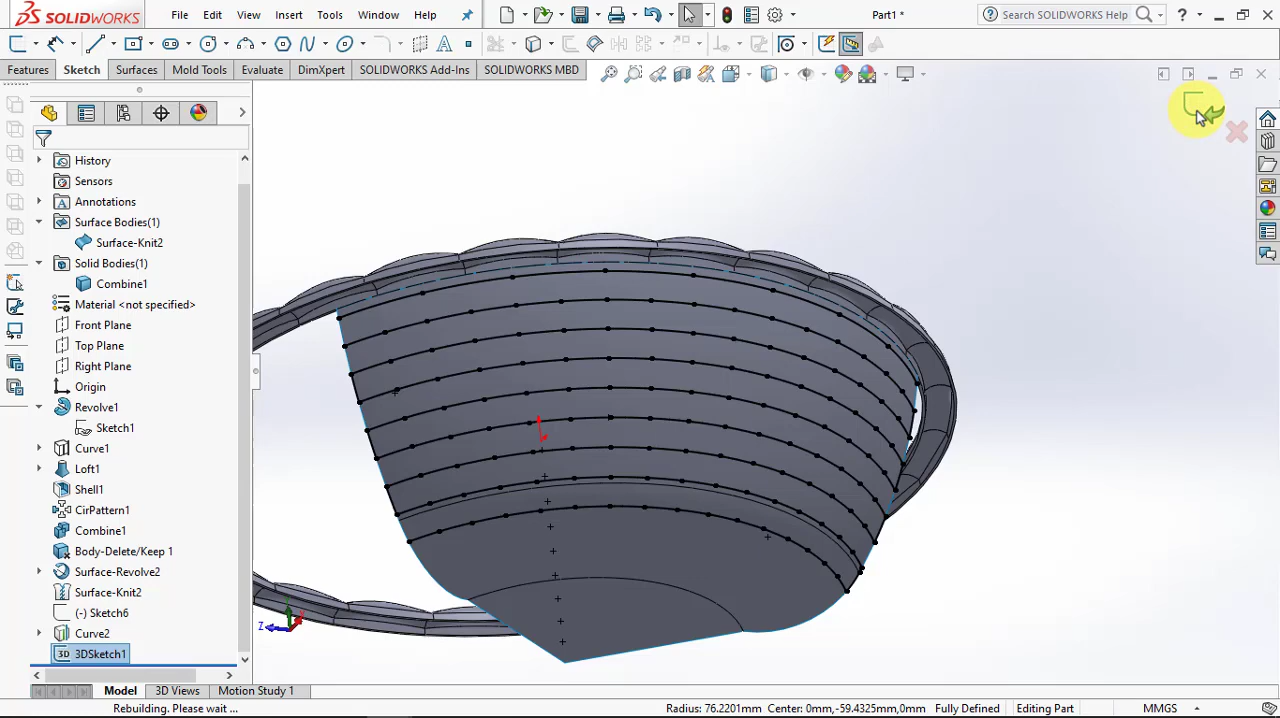 SOLIDWORKS File Edit View Insert Tools Window Help Part1 * Search SOLIDWORKS Help ?
Features Sketch Surfaces Mold Tools Evaluate DimXpert SOLIDWORKS Add-Ins SOLIDWORKS MBD
History
Sensors
Annotations
Surface Bodies(1)
Surface-Knit2
Solid Bodies(1)
Combine1
Material <not specified>
Front Plane
Top Plane
Right Plane
Origin
Revolve1
Sketch1
Curve1
Loft1
Shell1
CirPattern1
Combine1
Body-Delete/Keep 1
Surface-Revolve2
Surface-Knit2
(-) Sketch6
Curve2
3D 3DSketch1
Z
Model 3D Views Motion Study 1
Rebuilding. Please wait ... Radius: 76.2201mm Center: 0mm,-59.4325mm,0mm Fully Defined Editing Part MMGS